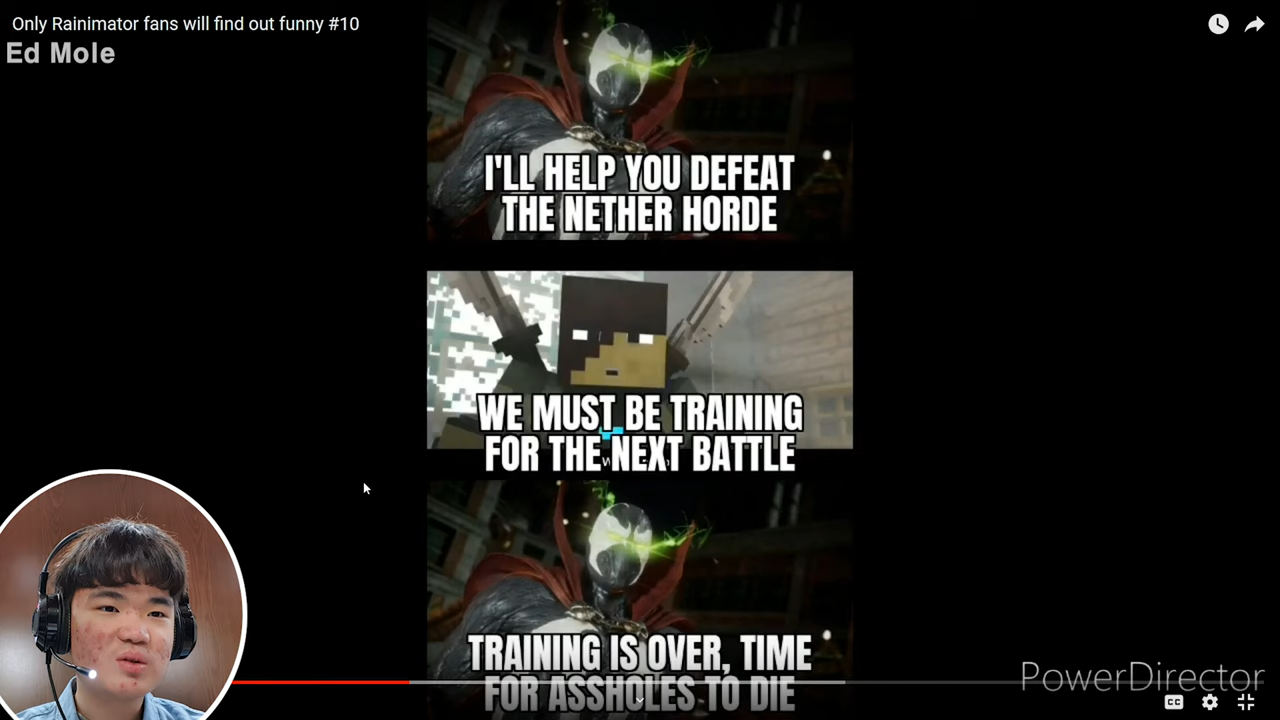 Only Rainimator fans will find out funny #10
Ed Mole
I'LL HELP YOU DEFEAT
THE NETHER HORDE
WE MUST BE TRAINING
FOR THE NEXT BATTLE
TRAINING IS OVER, TIME
FOR ASSHOLES TO DIE
PowerDirector
CC